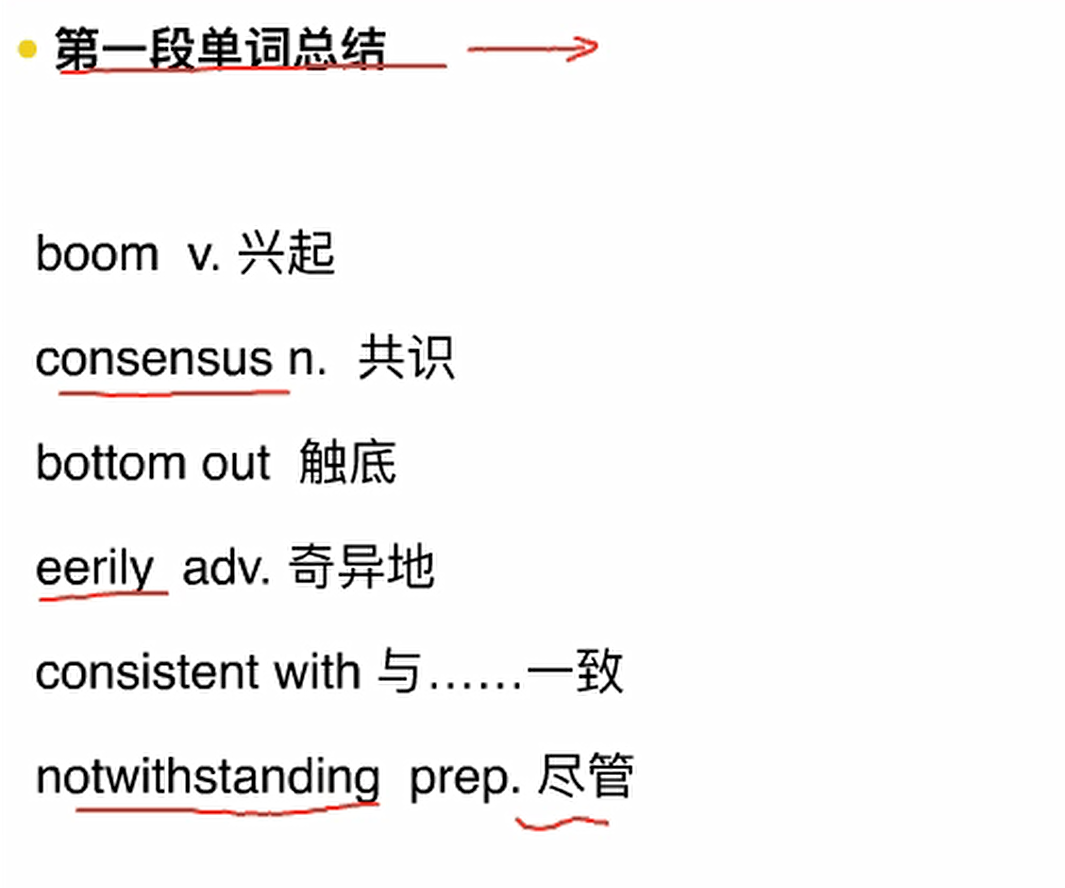 第一段单词总结
boom v. 兴起
consensus n. 共识
bottom out 触底
eerily adv. 奇异地
consistent with 与……一致
notwithstanding prep. 尽管